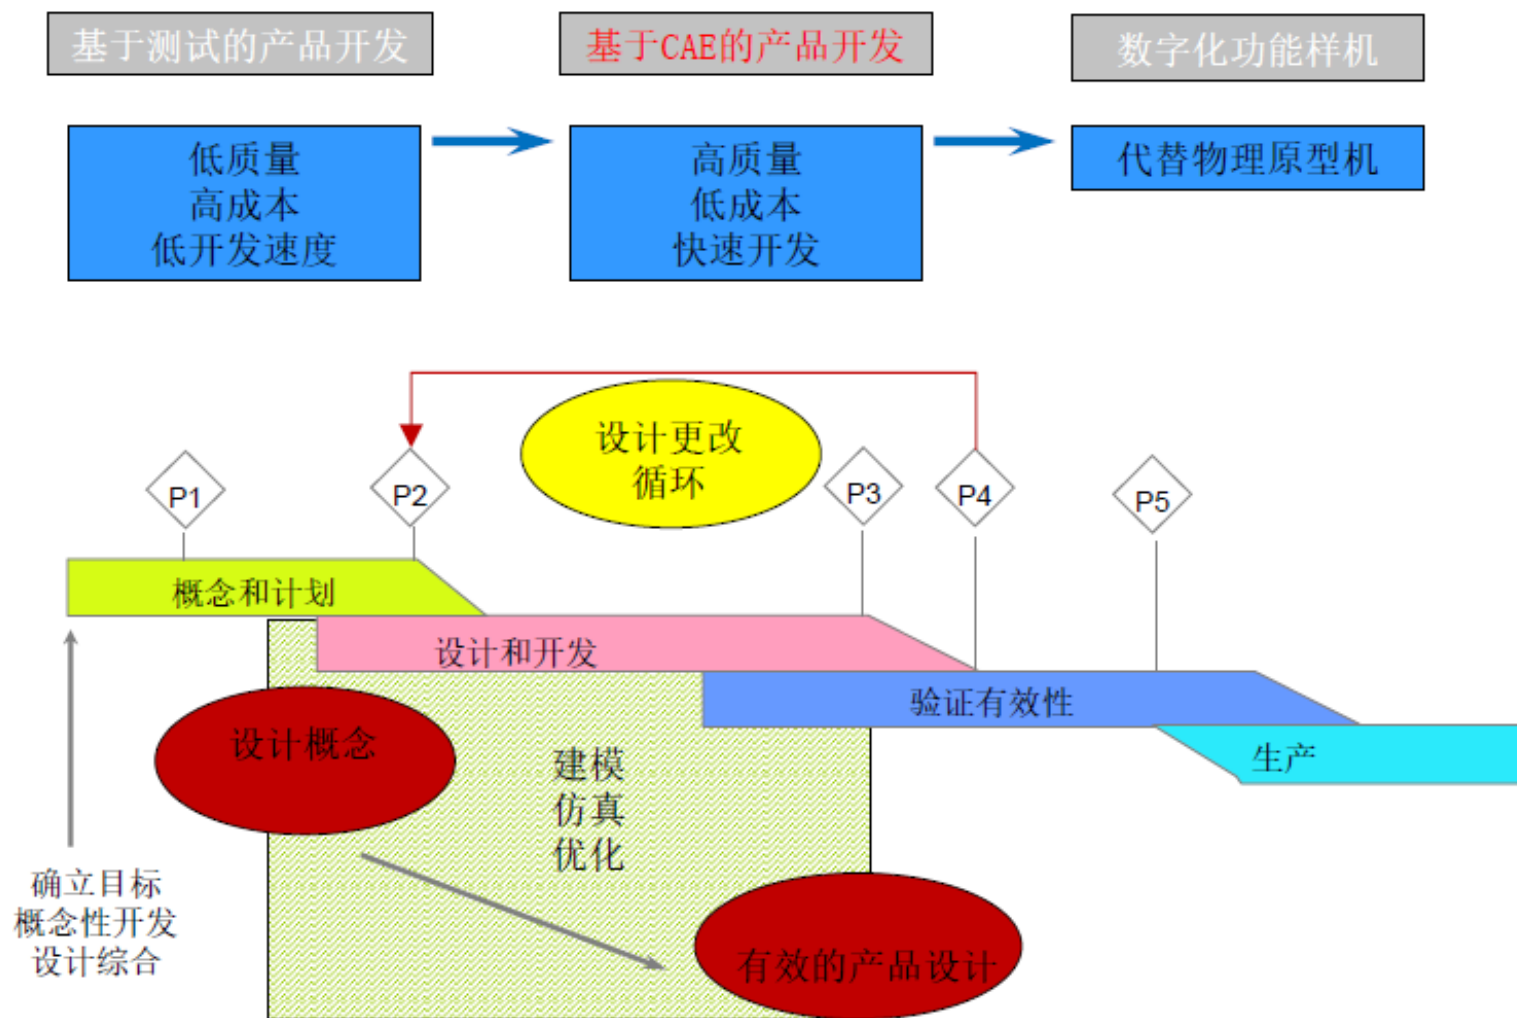 基于测试的产品开发
基于CAE的产品开发
数字化功能样机
低质量
高成本
低开发速度
高质量
低成本
快速开发
代替物理原型机
设计更改
循环
P1
P2
P3
P4
P5
概念和计划
设计和开发
验证有效性
生产
设计概念
建模
仿真
优化
确立目标
概念性开发
设计综合
有效的产品设计